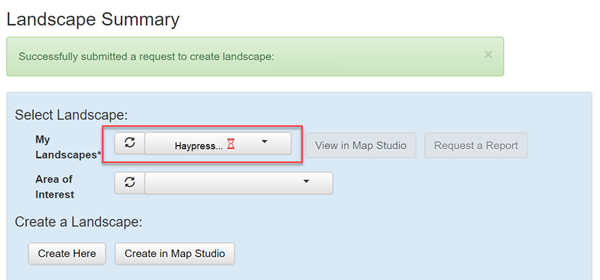 Landscape Summary
Successfully submitted a request to create landscape:
×
Select Landscape:
My Landscapes*
Haypress...
View in Map Studio
Request a Report
Area of Interest
Create a Landscape:
Create Here
Create in Map Studio